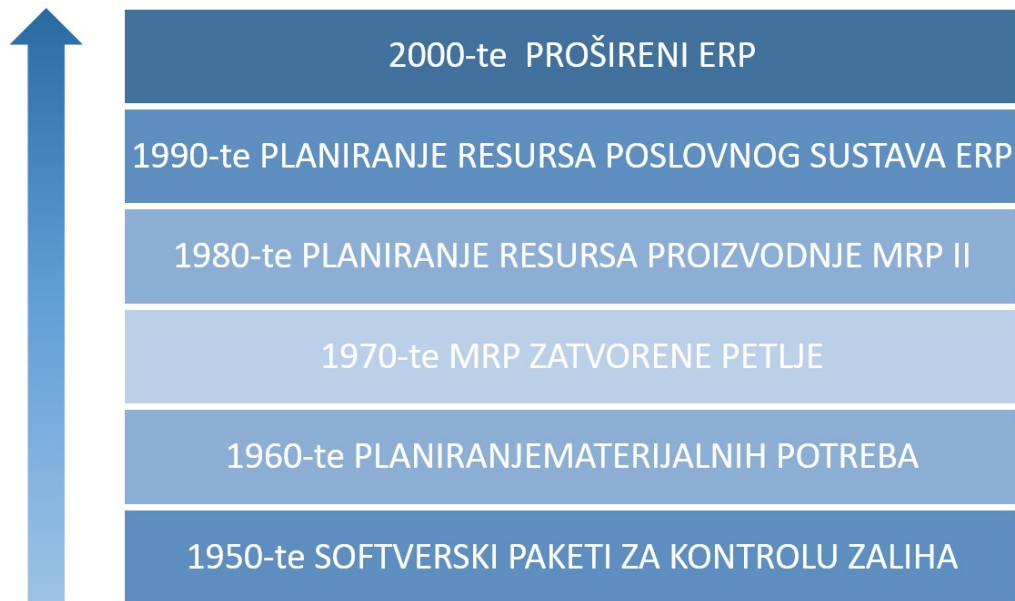 2000-te  PROŠIRENI ERP
1990-te PLANIRANJE RESURSA POSLOVNOG SUSTAVA ERP
1980-te PLANIRANJE RESURSA PROIZVODNJE MRP II
1970-te MRP ZATVORENE PETLJE
1960-te PLANIRANJEMATERIJALNIH POTREBA
1950-te SOFTVERSKI PAKETI ZA KONTROLU ZALIHA